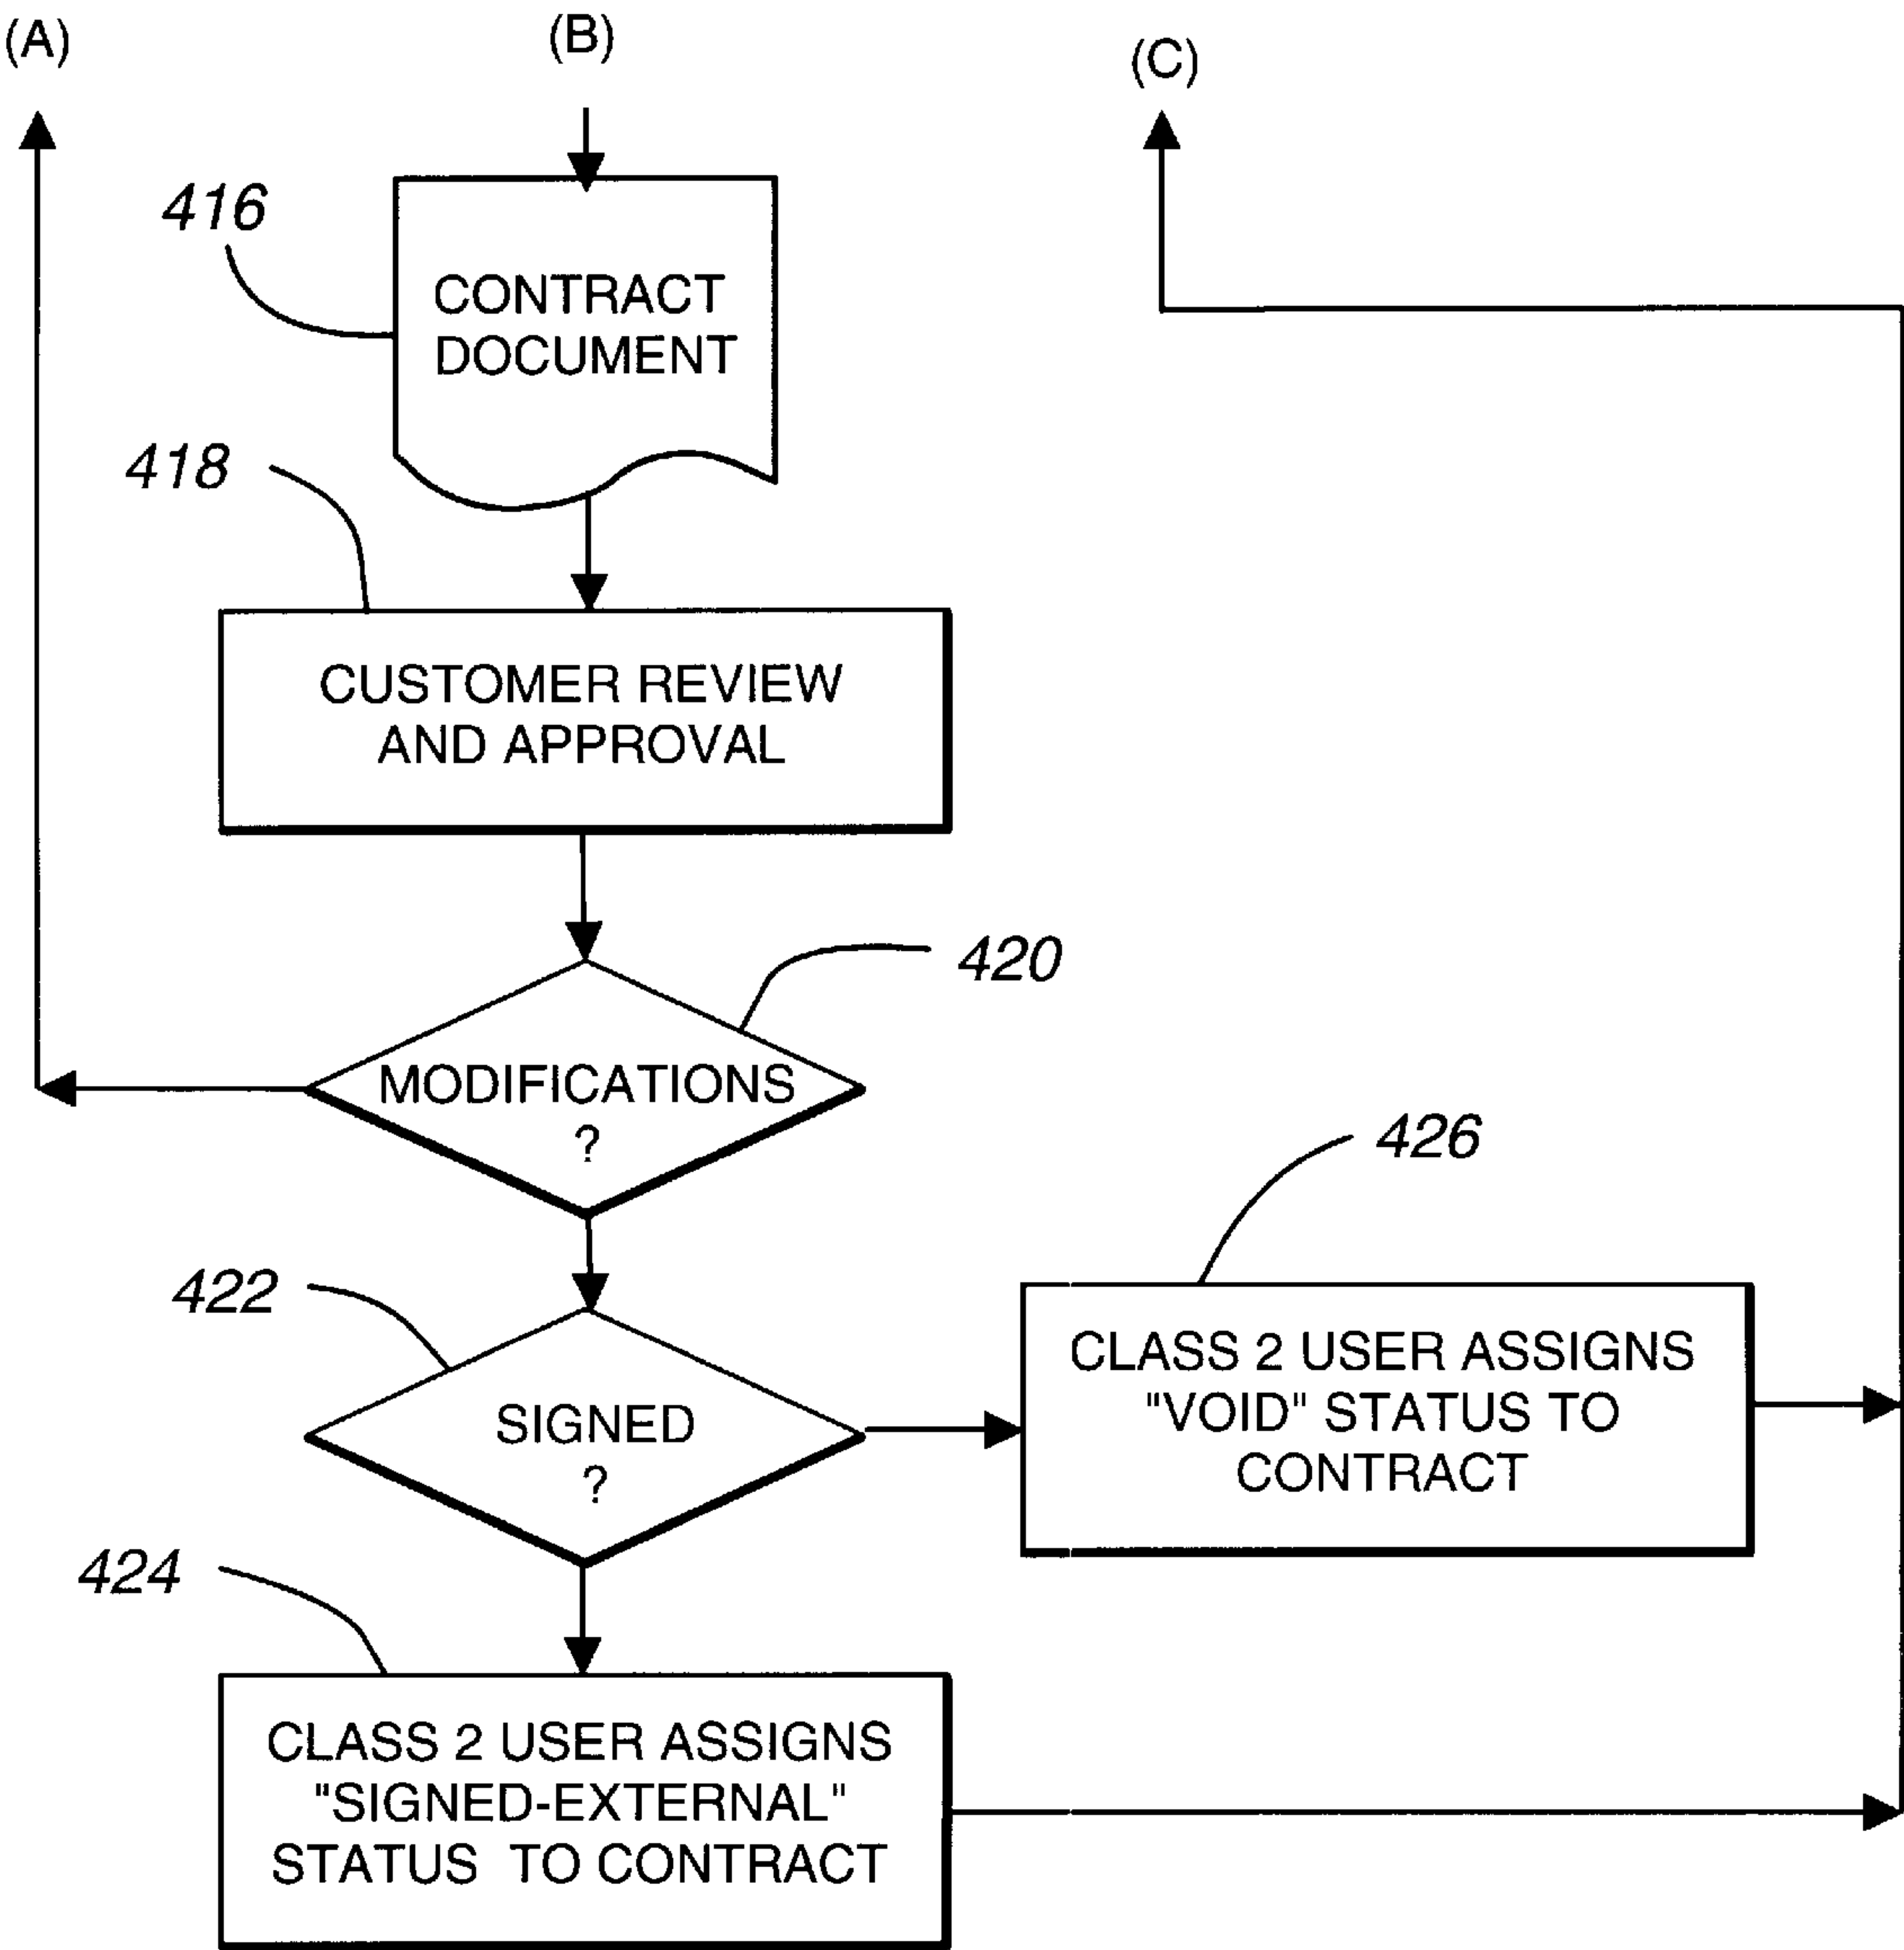 (A)
(B)
(C)
416
CONTRACT
DOCUMENT
418
CUSTOMER REVIEW
AND APPROVAL
420
MODIFICATIONS
?
426
422
SIGNED
?
CLASS 2 USER ASSIGNS
"VOID" STATUS TO
CONTRACT
424
CLASS 2 USER ASSIGNS
"SIGNED-EXTERNAL"
STATUS TO CONTRACT